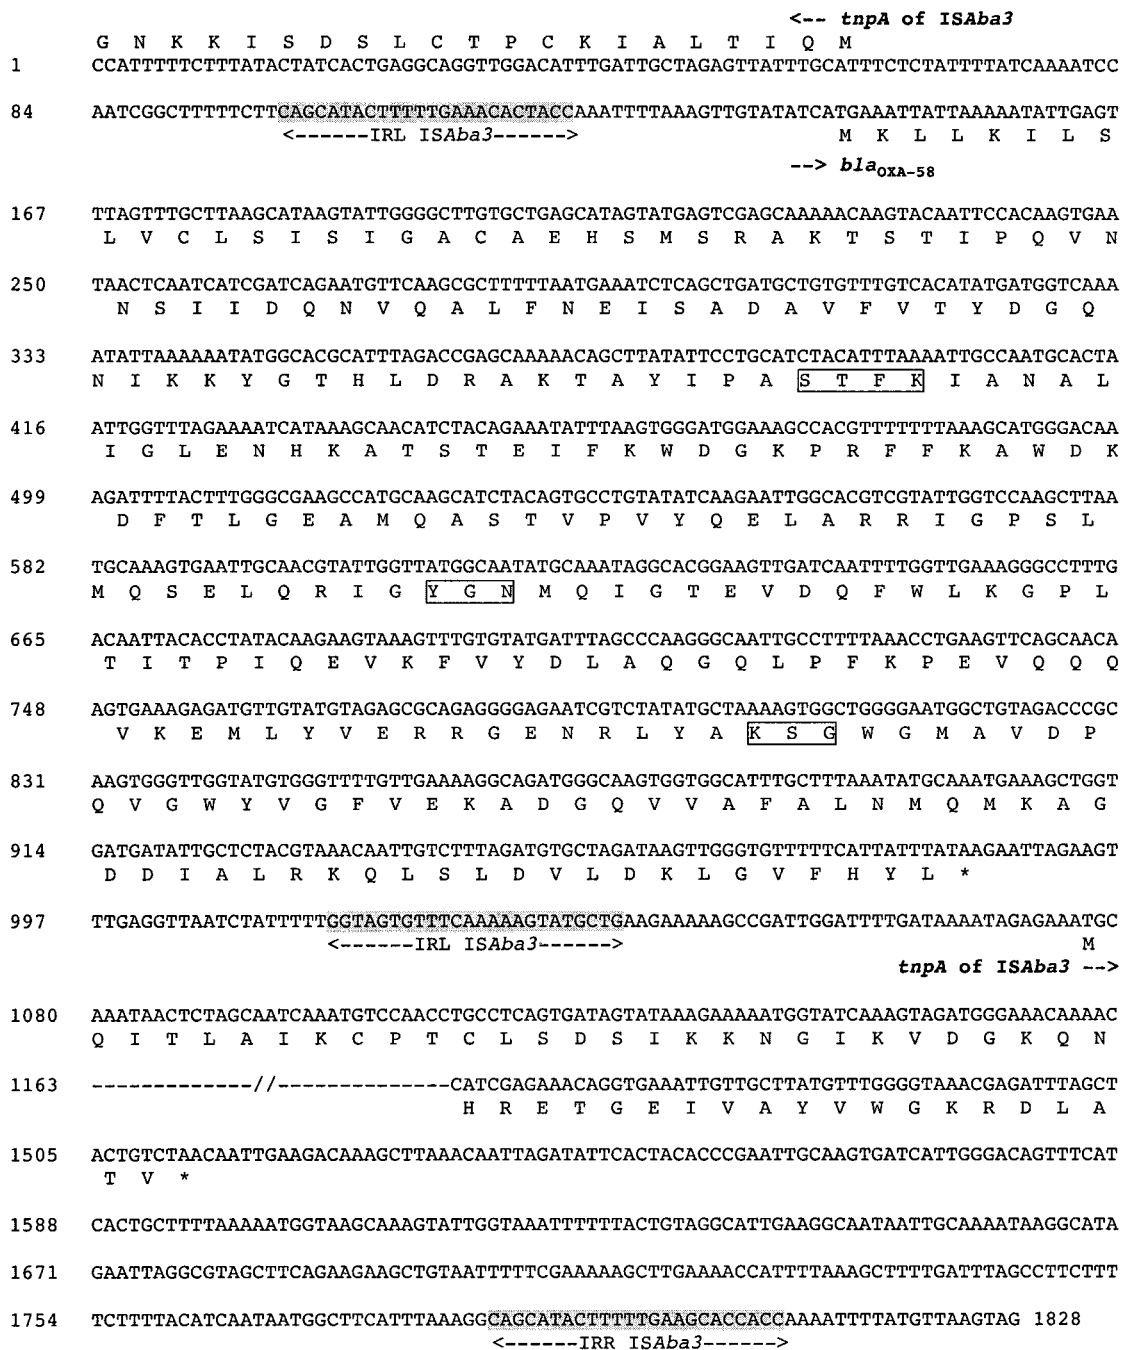 <-- tnpA of ISAba3
G N K K I S D S L C T P C K I A L T I Q M
1 CCATTTTTCTTTATACTATCACTGAGGCAGGTTGGACATTTGATTGCTAGAGTTATTTGCATTTCTCTATTTTATCAAAATCC
84 AATCGGCTTTTTCTTCAGCATACTTTTTGAAACACTACCAAATTTTAAAGTTGTATATCATGAAATTATTAAAAATATTGAGT
<------IRL ISAba3------> M K L L K I L S
--> blaOXA-58
167 TTAGTTTGCTTAAGCATAAGTATTGGGGCTTGTGCTGAGCATAGTATGAGTCGAGCAAAAACAAGTACAATTCCACAAGTGAA
L V C L S I S I G A C A E H S M S R A K T S T I P Q V N
250 TAACTCAATCATCGATCAGAATGTTCAAGCGCTTTTTAATGAAATCTCAGCTGATGCTGTGTTTGTCACATATGATGGTCAAA
N S I I D Q N V Q A L F N E I S A D A V F V T Y D G Q
333 ATATTAAAAAATATGGCACGCATTTAGACCGAGCAAAAACAGCTTATATTCCTGCATCTACATTTAAAATTGCCAATGCACTA
N I K K Y G T H L D R A K T A Y I P A S T F K I A N A L
416 ATTGGTTTAGAAAATCATAAAGCAACATCTACAGAAATATTTAAGTGGGATGGAAAGCCACGTTTTTTTAAAGCATGGGACAA
I G L E N H K A T S T E I F K W D G K P R F F K A W D K
499 AGATTTTACTTTGGGCGAAGCCATGCAAGCATCTACAGTGCCTGTATATCAAGAATTGGCACGTCGTATTGGTCCAAGCTTAA
D F T L G E A M Q A S T V P V Y Q E L A R R I G P S L
582 TGCAAAGTGAATTGCAACGTATTGGTTATGGCAATATGCAAATAGGCACGGAAGTTGATCAATTTTGGTTGAAAGGGCCTTTG
M Q S E L Q R I G Y G N M Q I G T E V D Q F W L K G P L
665 ACAATTACACCTATACAAGAAGTAAAGTTTGTGTATGATTTAGCCCAAGGGCAATTGCCTTTTAAACCTGAAGTTCAGCAACA
T I T P I Q E V K F V Y D L A Q G Q L P F K P E V Q Q Q
748 AGTGAAAGAGATGTTGTATGTAGAGCGCAGAGGGGAGAATCGTCTATATGCTAAAAGTGGCTGGGGAATGGCTGTAGACCCGC
V K E M L Y V E R R G E N R L Y A K S G W G M A V D P
831 AAGTGGGTTGGTATGTGGGTTTTGTTGAAAAGGCAGATGGGCAAGTGGTGGCATTTGCTTTAAATATGCAAATGAAAGCTGGT
Q V G W Y V G F V E K A D G Q V V A F A L N M Q M K A G
914 GATGATATTGCTCTACGTAAACAATTGTCTTTAGATGTGCTAGATAAGTTGGGTGTTTTTCATTATTTATAAGAATTAGAAGT
D D I A L R K Q L S L D V L D K L G V F H Y L *
997 TTGAGGTTAATCTATTTTTGGTAGTGTTTCAAAAAGTATGCTGAAGAAAAAGCCGATTGGATTTTGATAAAATAGAGAAATGC
<------IRL ISAba3------> M
tnpA of ISAba3 -->
1080 AAATAACTCTAGCAATCAAATGTCCAACCTGCCTCAGTGATAGTATAAAGAAAAATGGTATCAAAGTAGATGGGAAACAAAAC
Q I T L A I K C P T C L S D S I K K N G I K V D G K Q N
1163 -------------//--------------CATCGAGAAACAGGTGAAATTGTTGCTTATGTTTGGGGTAAACGAGATTTAGCT
H R E T G E I V A Y V W G K R D L A
1505 ACTGTCTAACAATTGAAGACAAAGCTTAAACAATTAGATATTCACTACACCCGAATTGCAAGTGATCATTGGGACAGTTTCAT
T V *
1588 CACTGCTTTTAAAAATGGTAAGCAAAGTATTGGTAAATTTTTTACTGTAGGCATTGAAGGCAATAATTGCAAAATAAGGCATA
1671 GAATTAGGCGTAGCTTCAGAAGAAGCTGTAATTTTTCGAAAAAGCTTGAAAACCATTTTAAAGCTTTTGATTTAGCCTTCTTT
1754 TCTTTTACATCAATAATGGCTTCATTTAAAGGCAGCATACTTTTTGAAGCACCACCAAAATTTTATGTTAAGTAG 1828
<------IRR ISAba3------>